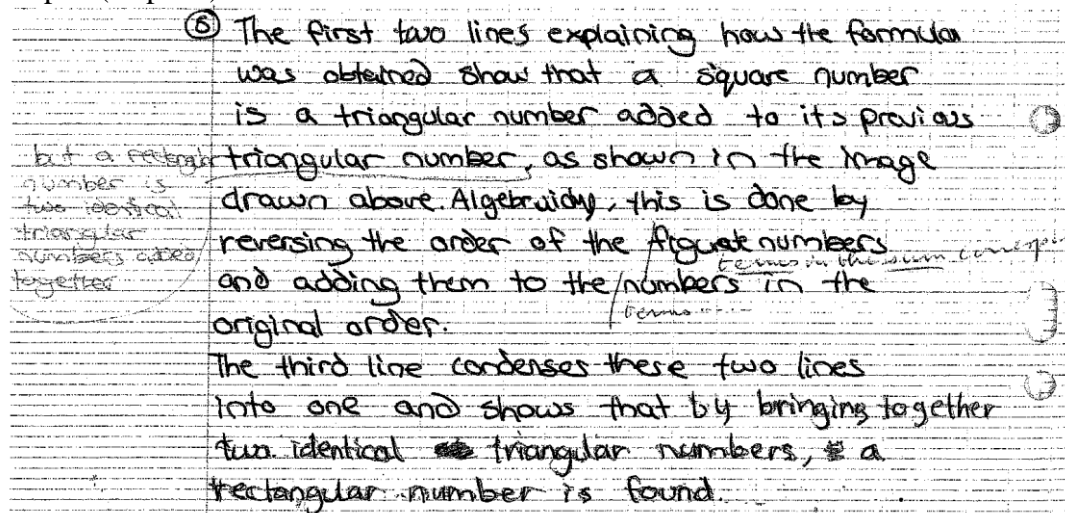 ⑤ The first two lines explaining how the formula
was obtained show that a square number
is a triangular number added to its previous
triangular number, as shown in the image
drawn above. Algebraicly, this is done by
reversing the order of the numbers
and adding them to the numbers in the
original order.
The third line condenses these two lines
into one and shows that by bringing together
two identical triangular numbers, a
rectangular number is found.
but a rectangle
number is
two identical
triangular
numbers added
together
terms in the sum
terms